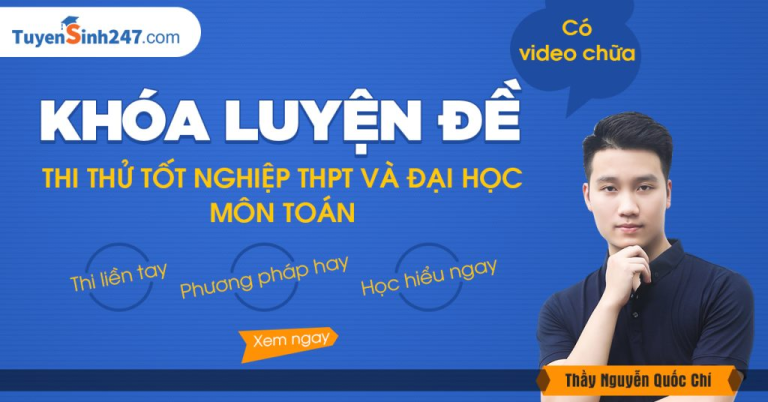 TuyenSinh247.com
Có
video chữa
KHÓA LUYỆN ĐỀ
THI THỬ TỐT NGHIỆP THPT VÀ ĐẠI HỌC
MÔN TOÁN
Thi liền tay
Phương pháp hay
Học hiểu ngay
Xem ngay
Thầy Nguyễn Quốc Chí